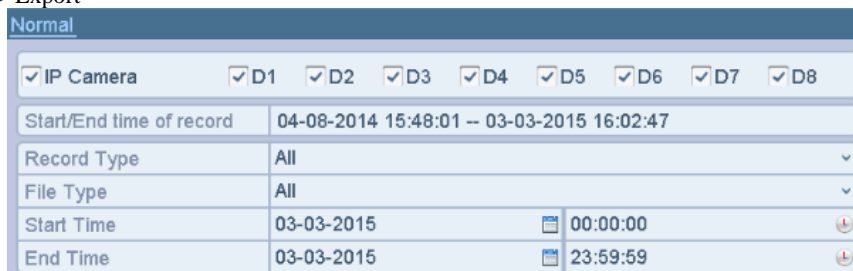 Export
Normal
IP Camera D1 D2 D3 D4 D5 D6 D7 D8
Start/End time of record 04-08-2014 15:48:01 -- 03-03-2015 16:02:47
Record Type All
File Type All
Start Time 03-03-2015 00:00:00
End Time 03-03-2015 23:59:59